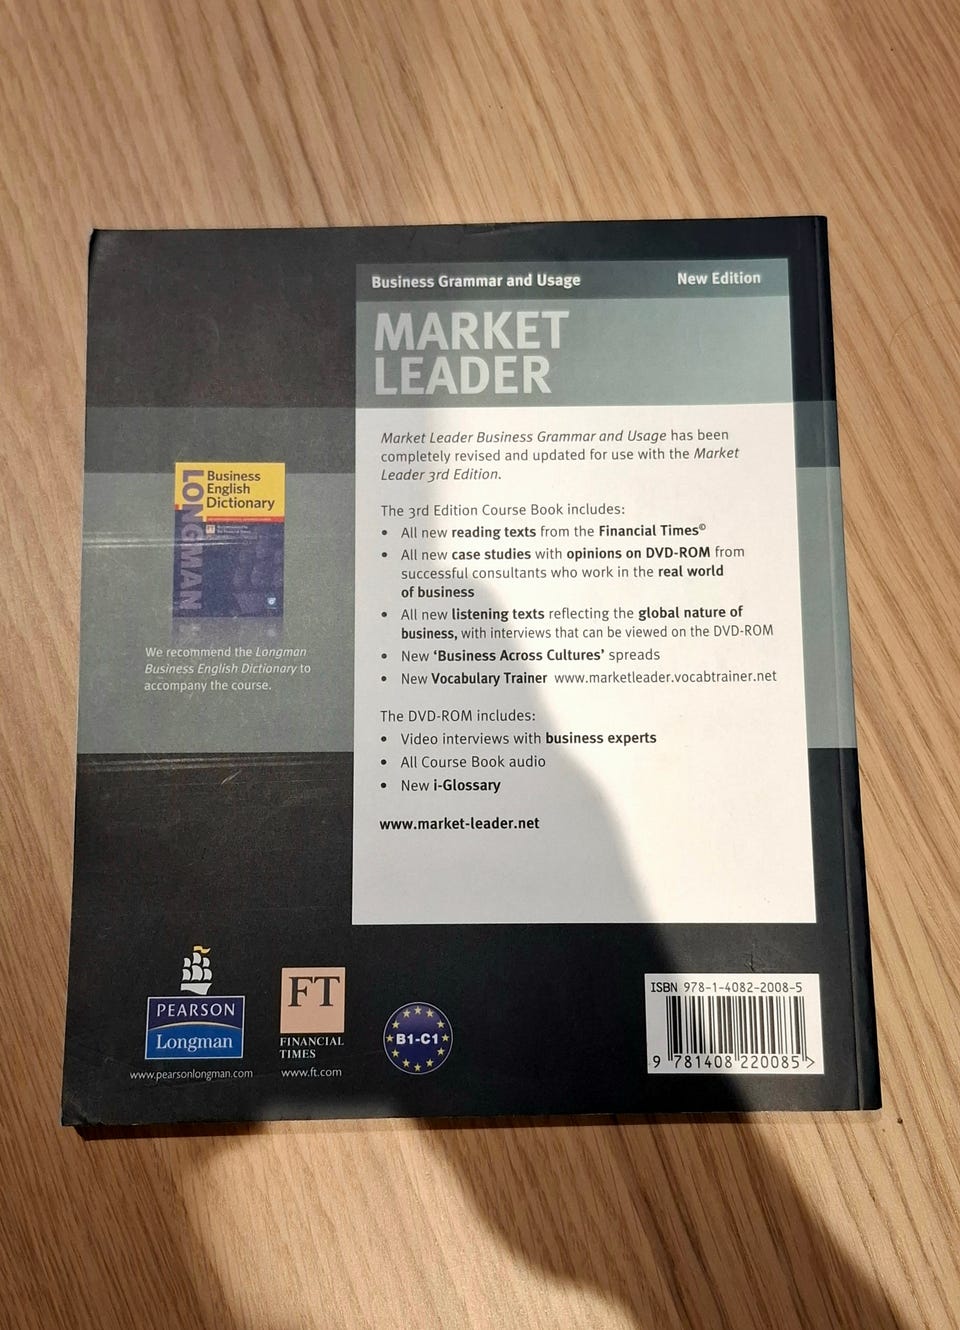 Business Grammar and Usage New Edition
MARKET
LEADER
Market Leader Business Grammar and Usage has been
completely revised and updated for use with the Market
Leader 3rd Edition.
The 3rd Edition Course Book includes:
• All new reading texts from the Financial Times©
• All new case studies with opinions on DVD-ROM from
successful consultants who work in the real world
of business
• All new listening texts reflecting the global nature of
business, with interviews that can be viewed on the DVD-ROM
• New ‘Business Across Cultures’ spreads
• New Vocabulary Trainer www.marketleader.vocabtrainer.net
The DVD-ROM includes:
• Video interviews with business experts
• All Course Book audio
• New i-Glossary
www.market-leader.net
LONGMAN
Business
English
Dictionary
We recommend the Longman
Business English Dictionary to
accompany the course.
PEARSON
Longman
www.pearsonlongman.com
FT
FINANCIAL
TIMES
www.ft.com
B1-C1
ISBN 978-1-4082-2008-5
9 781408 220085 >